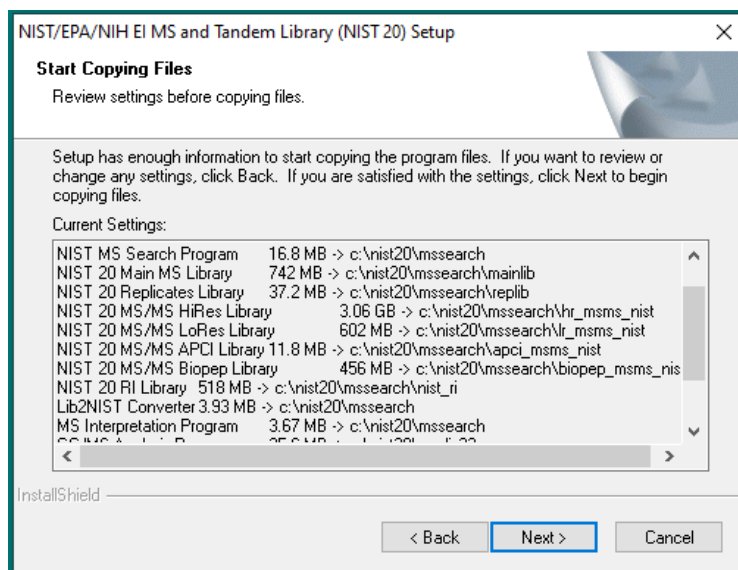 NIST/EPA/NIH EI MS and Tandem Library (NIST 20) Setup
Start Copying Files
Review settings before copying files.
Setup has enough information to start copying the program files. If you want to review or
change any settings, click Back. If you are satisfied with the settings, click Next to begin
copying files.
Current Settings:
NIST MS Search Program 16.8 MB -> c:\nist20\mssearch
NIST 20 Main MS Library 742 MB -> c:\nist20\mssearch\mainlib
NIST 20 Replicates Library 37.2 MB -> c:\nist20\mssearch\replib
NIST 20 MS/MS HiRes Library 3.06 GB -> c:\nist20\mssearch\hr_msms_nist
NIST 20 MS/MS LoRes Library 602 MB -> c:\nist20\mssearch\lr_msms_nist
NIST 20 MS/MS APCI Library 11.8 MB -> c:\nist20\mssearch\apci_msms_nist
NIST 20 MS/MS Biopep Library 456 MB -> c:\nist20\mssearch\biopep_msms_nis
NIST 20 RI Library 518 MB -> c:\nist20\mssearch\nist_ri
Lib2NIST Converter 3.93 MB -> c:\nist20\mssearch
MS Interpretation Program 3.67 MB -> c:\nist20\mssearch
InstallShield
< Back
Next >
Cancel